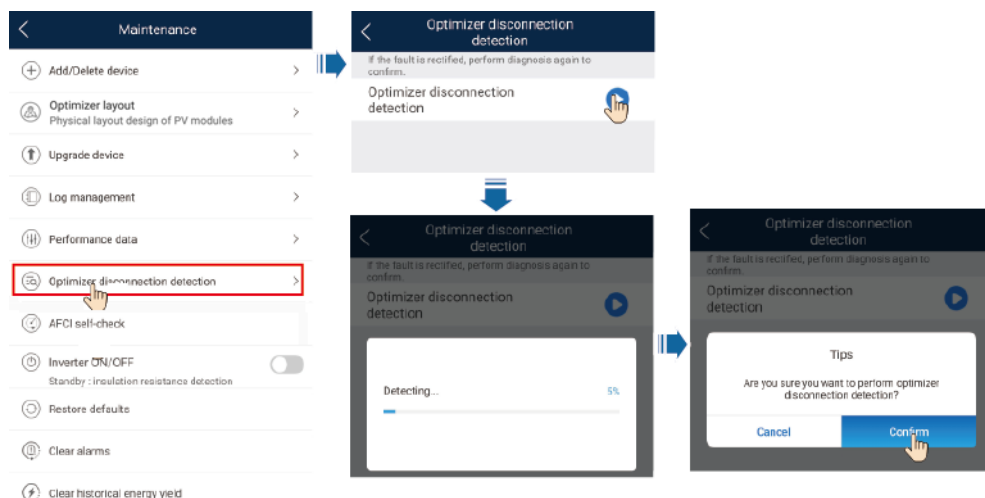 Maintenance
Add/Delete device
Optimizer layout
Physical layout design of PV modules
Upgrade device
Log management
Performance data
Optimizer disconnection detection
AFCI self-check
Inverter ON/OFF
Standby : insulation resistance detection
Restore defaults
Clear alarms
Clear historical energy yield
Optimizer disconnection
detection
If the fault is rectified, perform diagnosis again to
confirm.
Optimizer disconnection
detection
Optimizer disconnection
detection
If the fault is rectified, perform diagnosis again to
confirm.
Optimizer disconnection
detection
Detecting... 5%
Optimizer disconnection
detection
If the fault is rectified, perform diagnosis again to
confirm.
Optimizer disconnection
detection
Tips
Are you sure you want to perform optimizer
disconnection detection?
Cancel Confirm